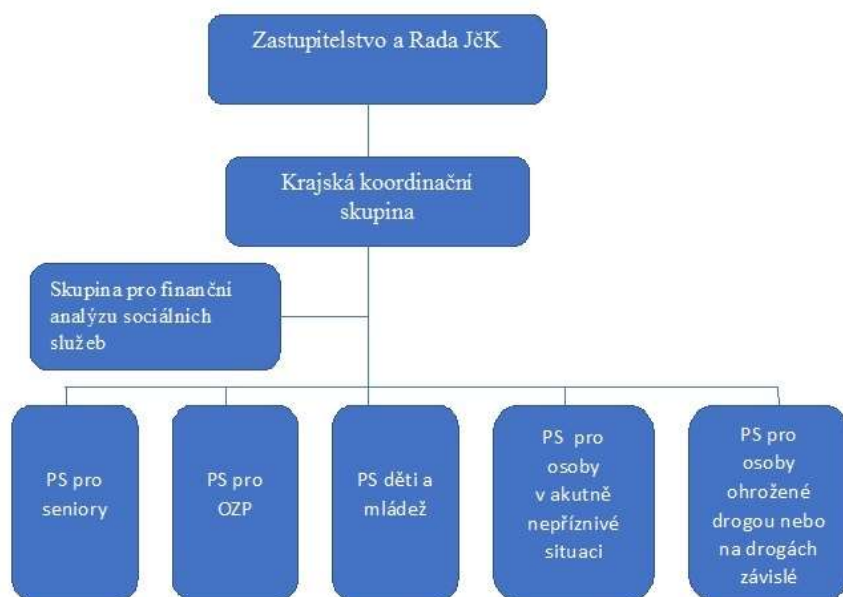 Zastupitelstvo a Rada JčK
Krajská koordinační
skupina
Skupina pro finanční
analýzu sociálních
služeb
PS pro
seniory
PS pro
OZP
PS děti a
mládež
PS pro
osoby
v akutně
nepříznivé
situaci
PS pro
osoby
ohrožené
drogou nebo
na drogách
závislé